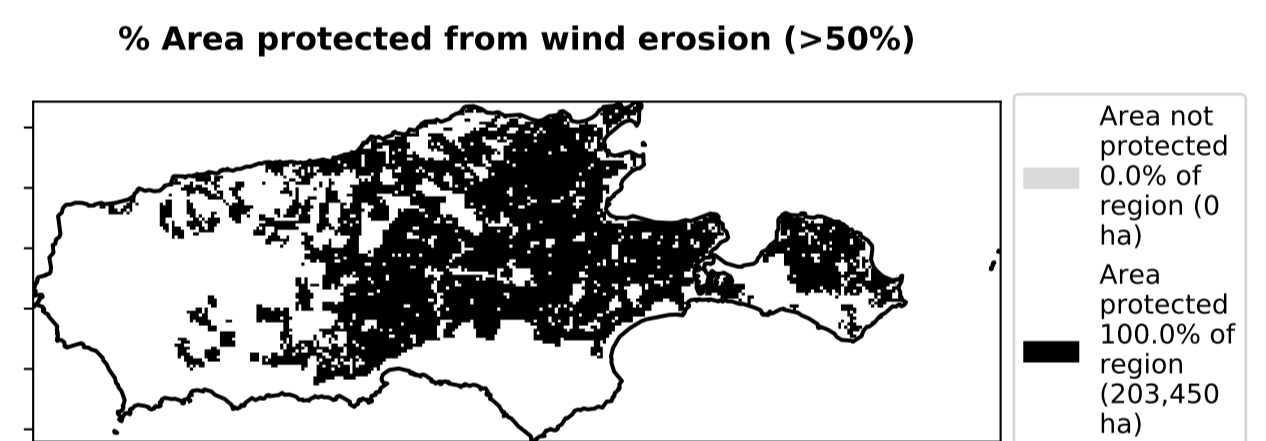 % Area protected from wind erosion (>50%)
Area not
protected
0.0% of
region (0
ha)
Area
protected
100.0% of
region
(203,450
ha)